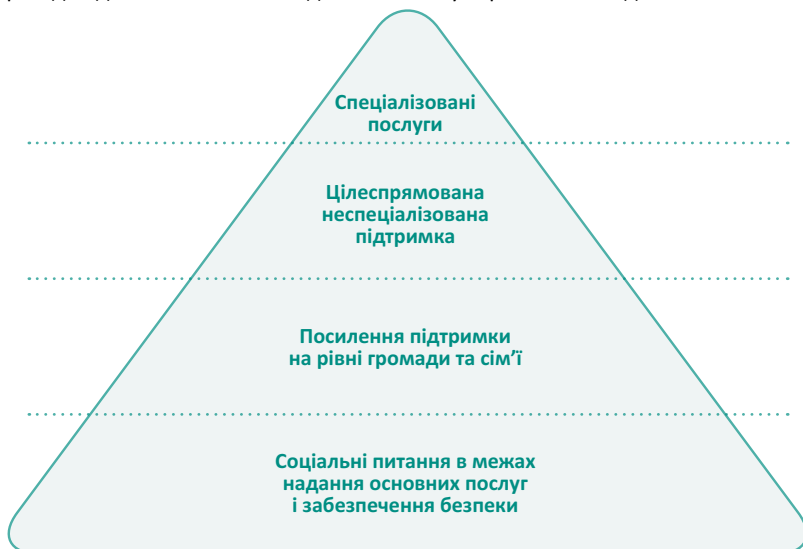 Спеціалізовані
послуги
Цілеспрямована
неспеціалізована
підтримка
Посилення підтримки
на рівні громади та сім’ї
Соціальні питання в межах
надання основних послуг
і забезпечення безпеки